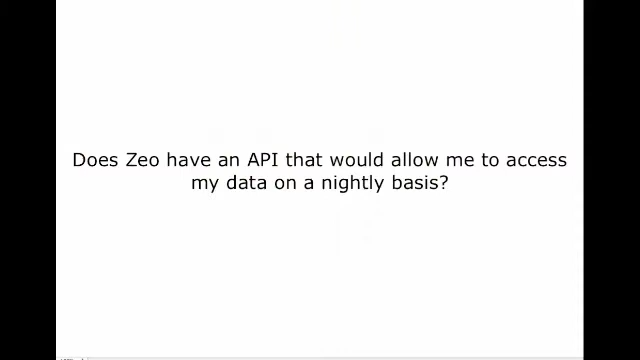 Does Zeo have an API that would allow me to access
my data on a nightly basis?